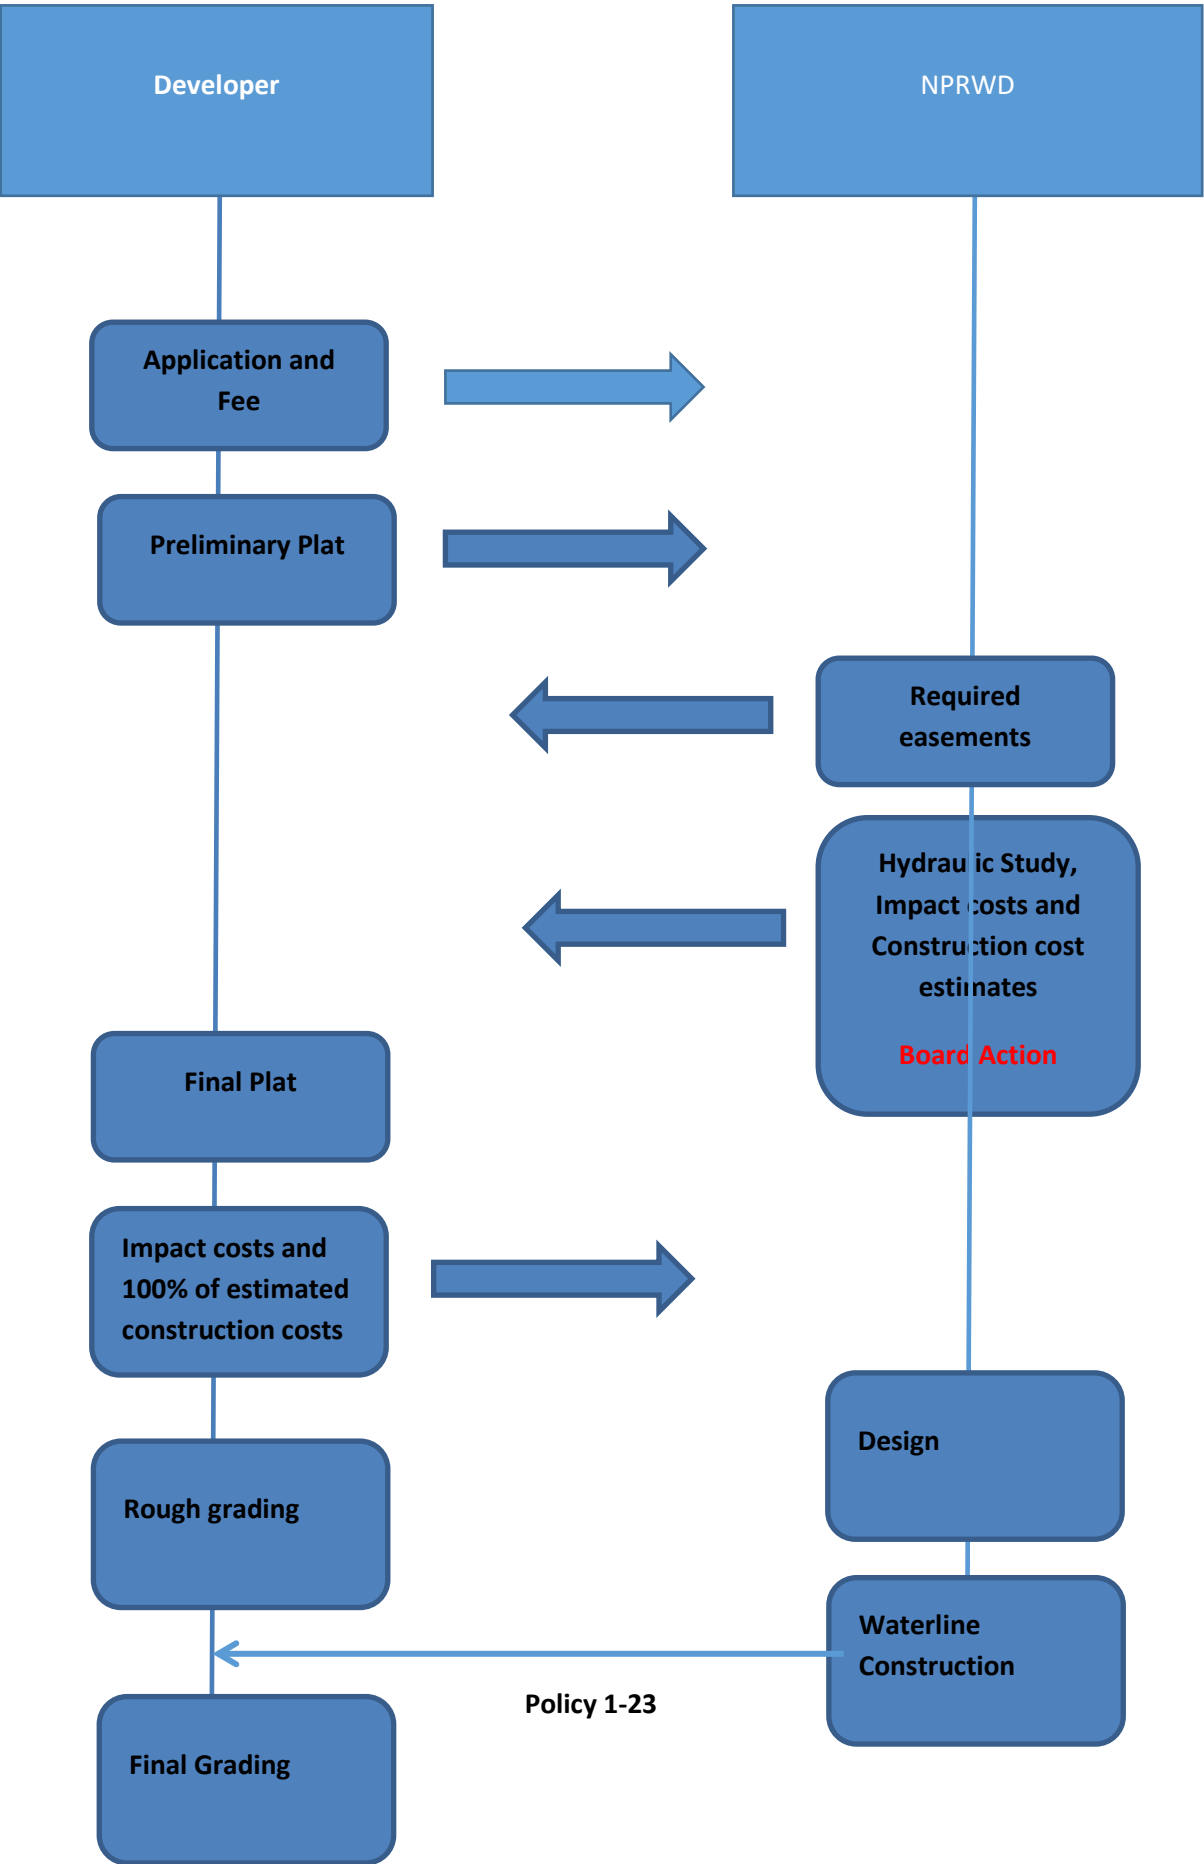 Developer
NPRWD
Application and
Fee
Preliminary Plat
Required
easements
Hydraulic Study,
Impact costs and
Construction cost
estimates
Board Action
Final Plat
Impact costs and
100% of estimated
construction costs
Design
Rough grading
Waterline
Construction
Policy 1-23
Final Grading